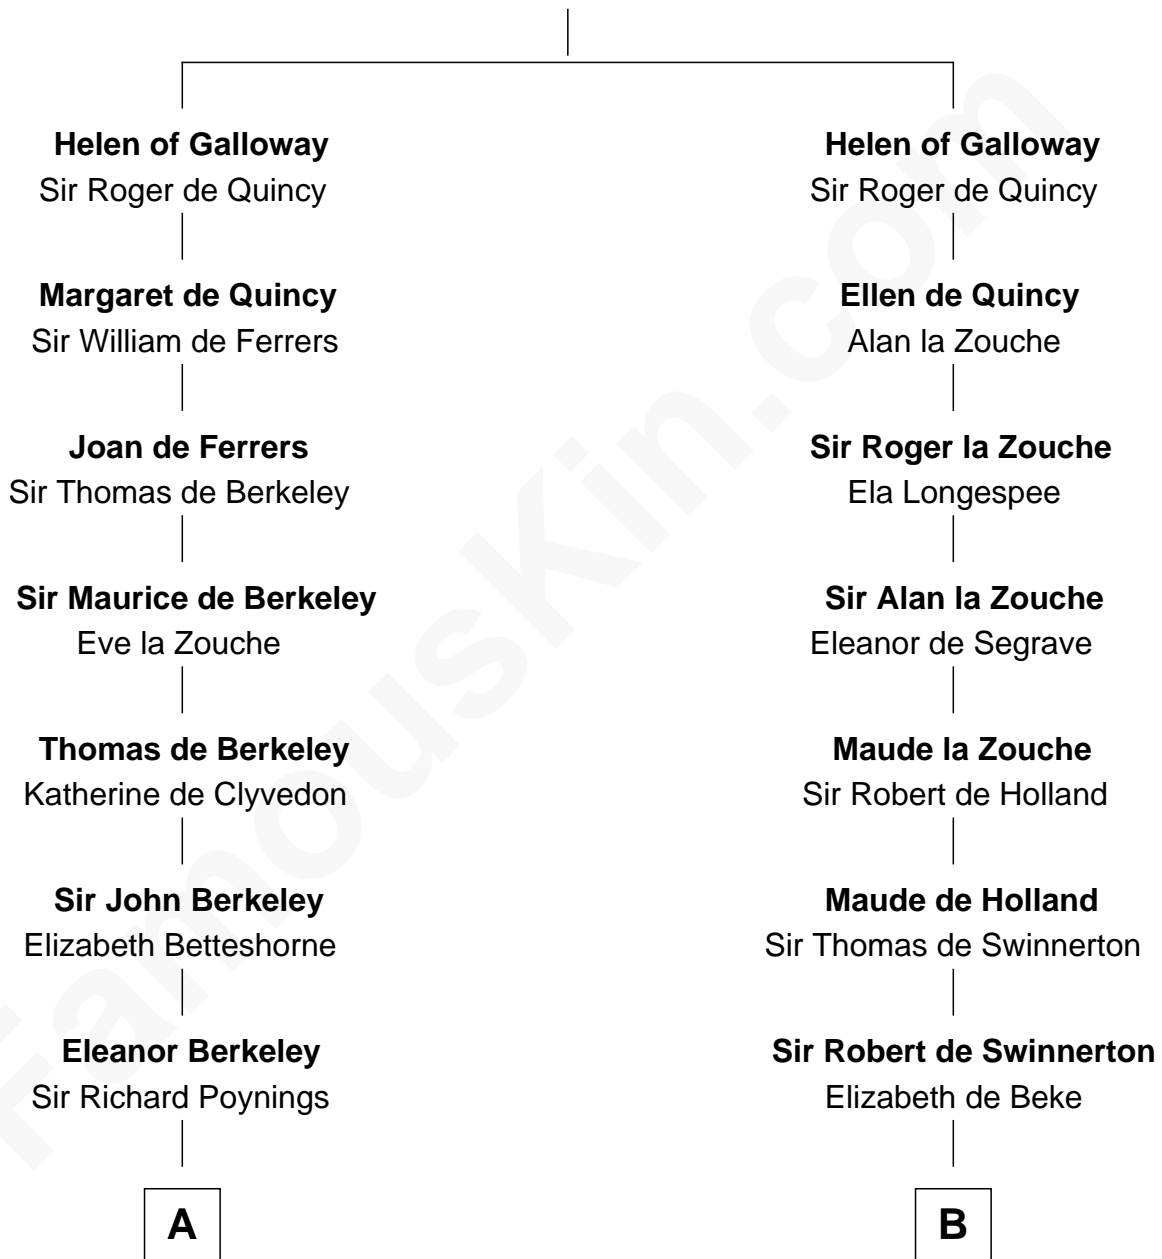 Helen of Galloway
Sir Roger de Quincy
Margaret de Quincy
Sir William de Ferrers
Joan de Ferrers
Sir Thomas de Berkeley
Sir Maurice de Berkeley
Eve la Zouche
Thomas de Berkeley
Katherine de Clyvedon
Sir John Berkeley
Elizabeth Betteshorne
Eleanor Berkeley
Sir Richard Poynings
A
Helen of Galloway
Sir Roger de Quincy
Ellen de Quincy
Alan la Zouche
Sir Roger la Zouche
Ela Longespee
Sir Alan la Zouche
Eleanor de Segrave
Maude la Zouche
Sir Robert de Holland
Maude de Holland
Sir Thomas de Swinnerton
Sir Robert de Swinnerton
Elizabeth de Beke
B
FamousKin.com